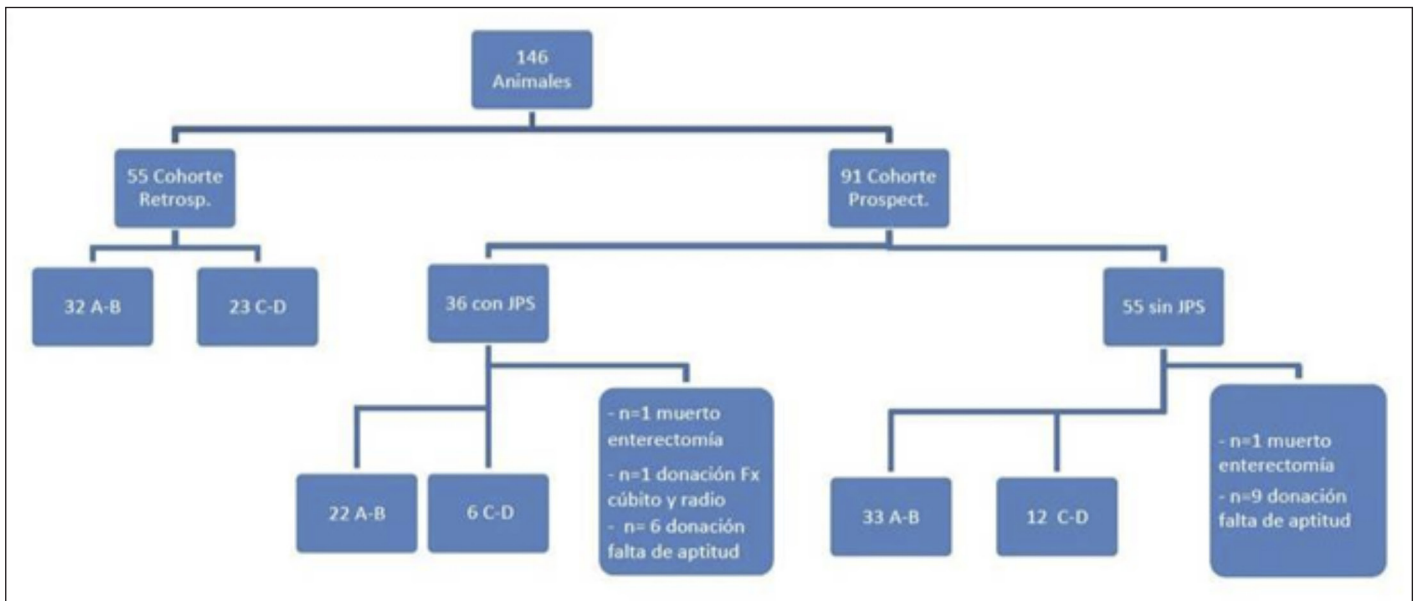 146
Animales
55 Cohorte
Retrosp.
91 Cohorte
Prospect.
32 A-B
23 C-D
36 con JPS
55 sin JPS
22 A-B
6 C-D
- n=1 muerto
enterectomía
- n=1 donación Fx
cúbito y radio
- n= 6 donación
falta de aptitud
33 A-B
12 C-D
- n=1 muerto
enterectomía
- n=9 donación
falta de aptitud